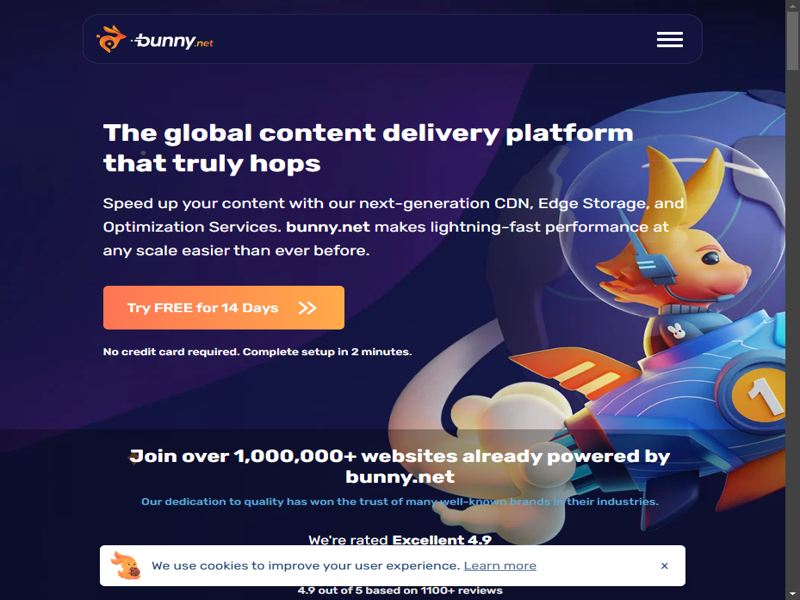 bunny.net
The global content delivery platform
that truly hops
Speed up your content with our next-generation CDN, Edge Storage, and
Optimization Services. bunny.net makes lightning-fast performance at
any scale easier than ever before.
Try FREE for 14 Days
No credit card required. Complete setup in 2 minutes.
1
Join over 1,000,000+ websites already powered by
bunny.net
Our dedication to quality has won the trust of many well-known brands in their industries.
We're rated Excellent 4.9
We use cookies to improve your user experience. Learn more ×
4.9 out of 5 based on 1100+ reviews